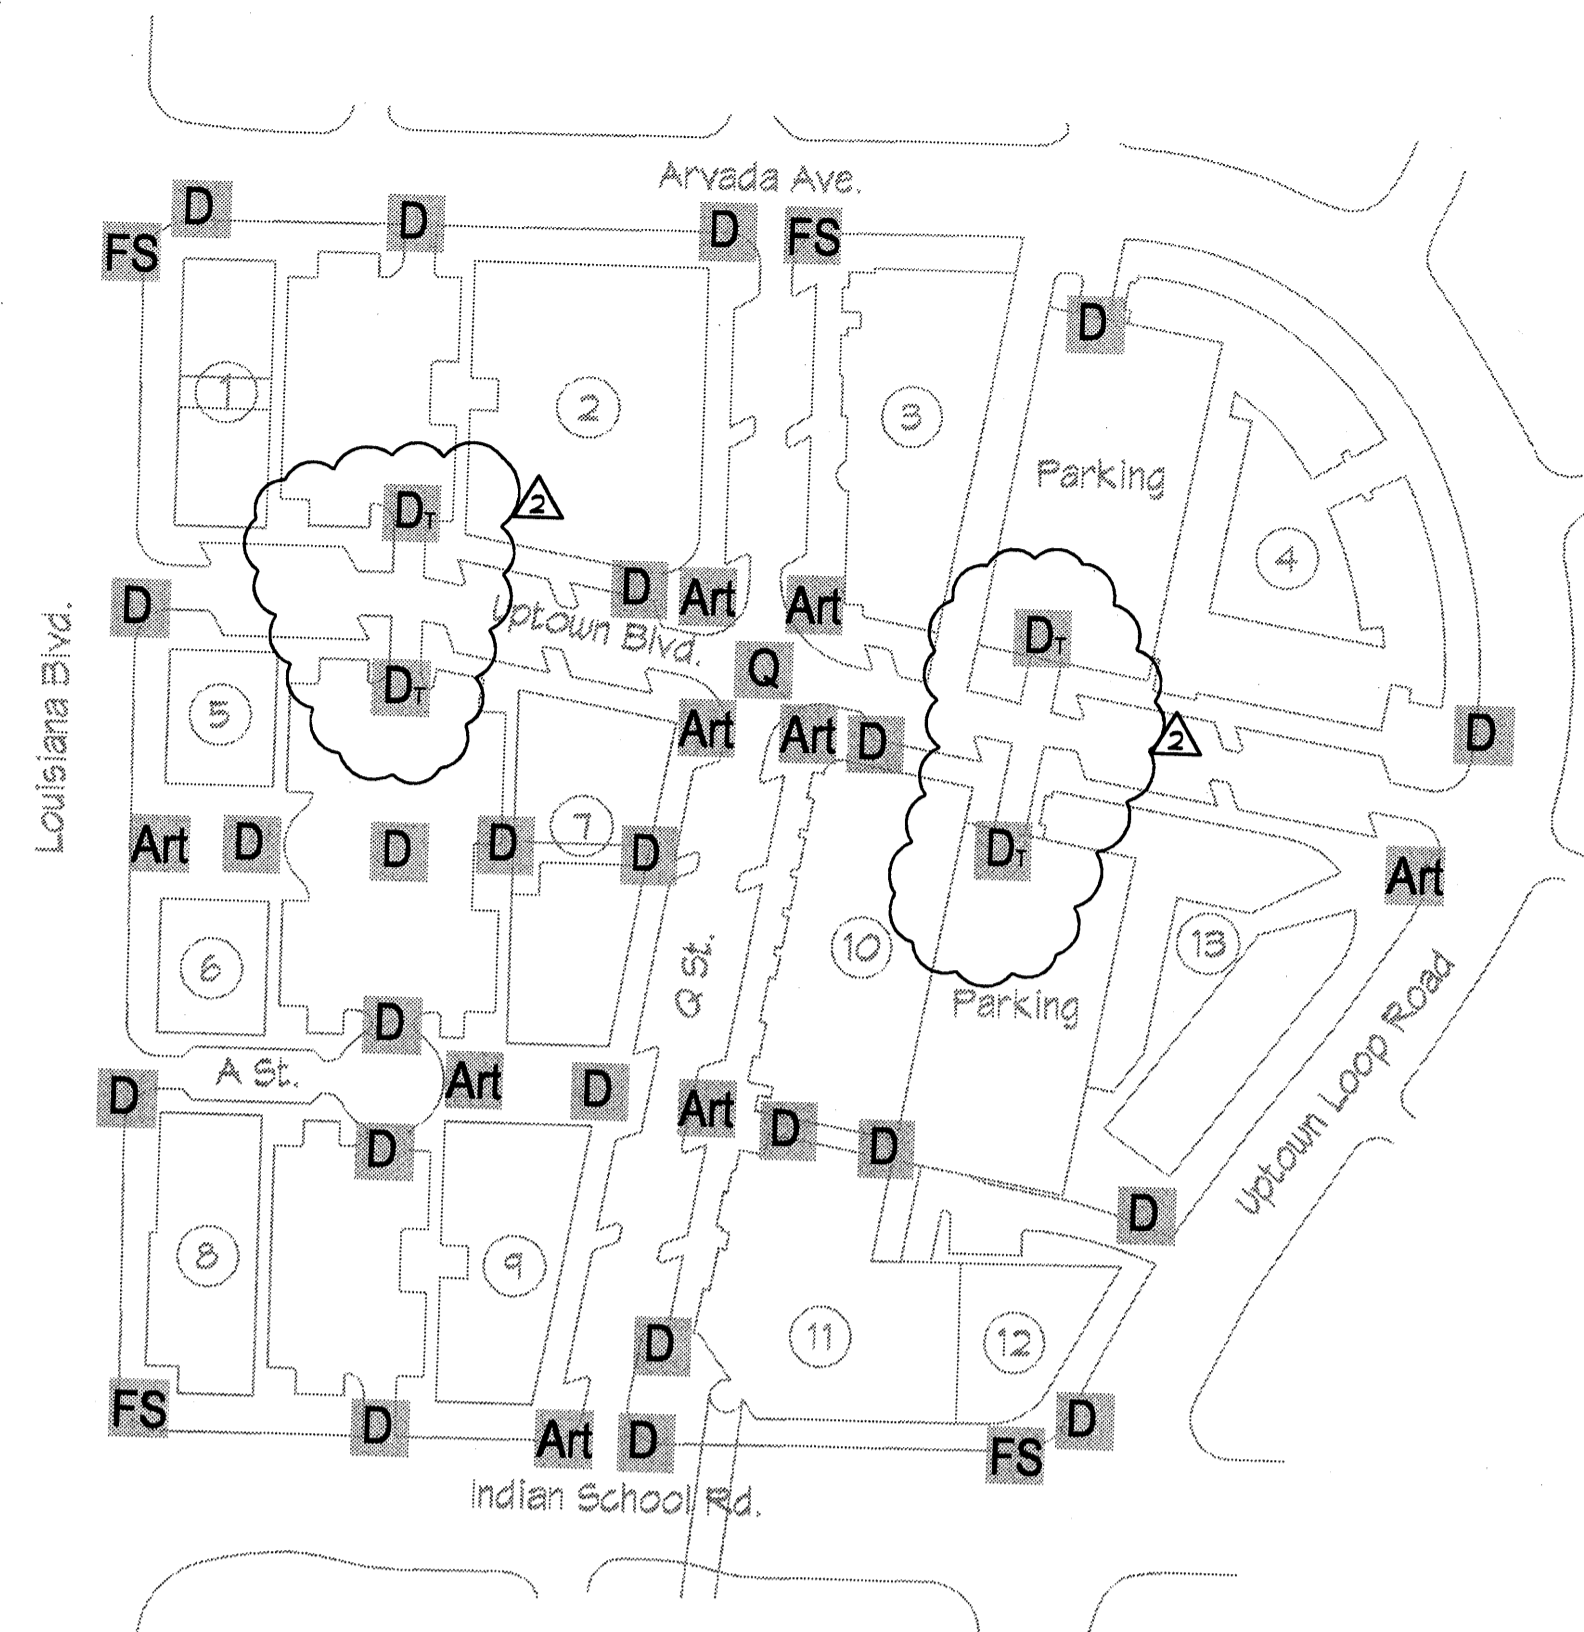 Arvada Ave.
D
D
D
FS
FS
D
1
2
3
Parking
DT
2
4
D
D
Art
Art
Uptown Blvd.
DT
Q
DT
5
Art
Art
D
2
D
Louisiana Blvd.
7
Art
D
D
D
D
DT
Art
6
10
13
Q St.
Parking
D
A St.
Art
D
D
Art
D
D
D
D
Uptown Loop Road
8
9
11
12
D
FS
D
Art
D
FS
D
Indian School Rd.